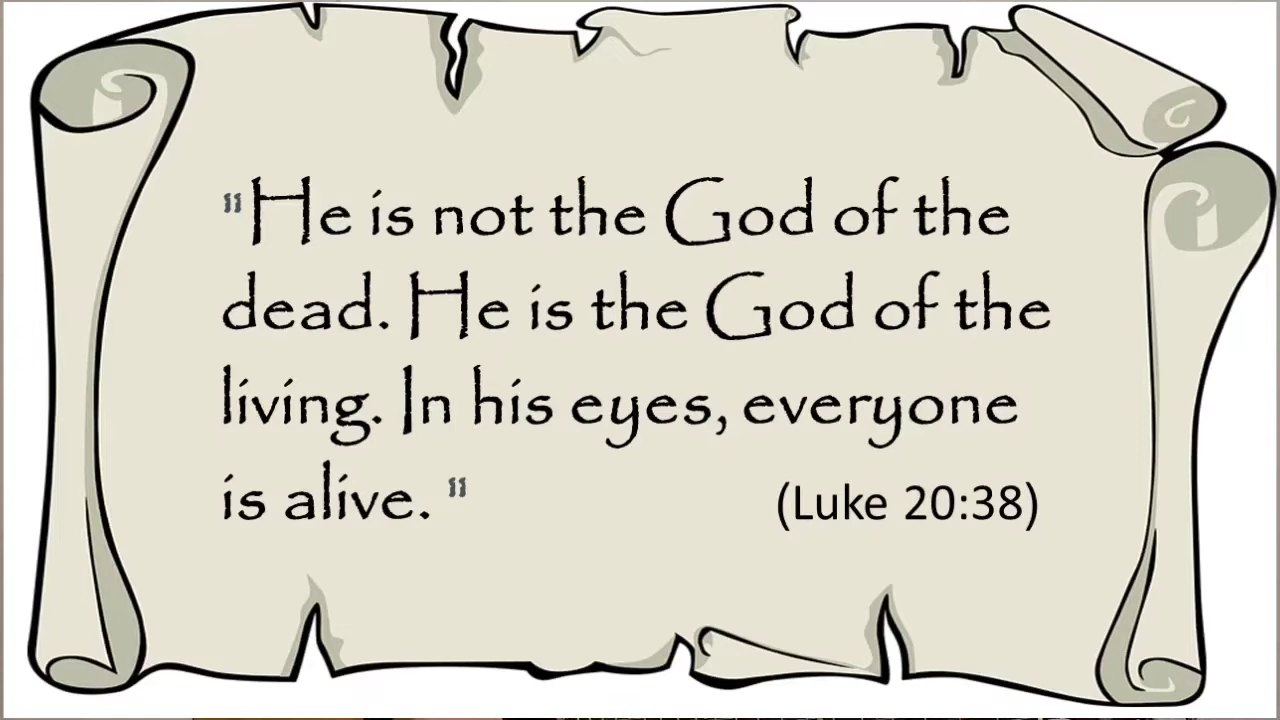 "He is not the God of the
dead. He is the God of the
living. In his eyes, everyone
is alive. " (Luke 20:38)